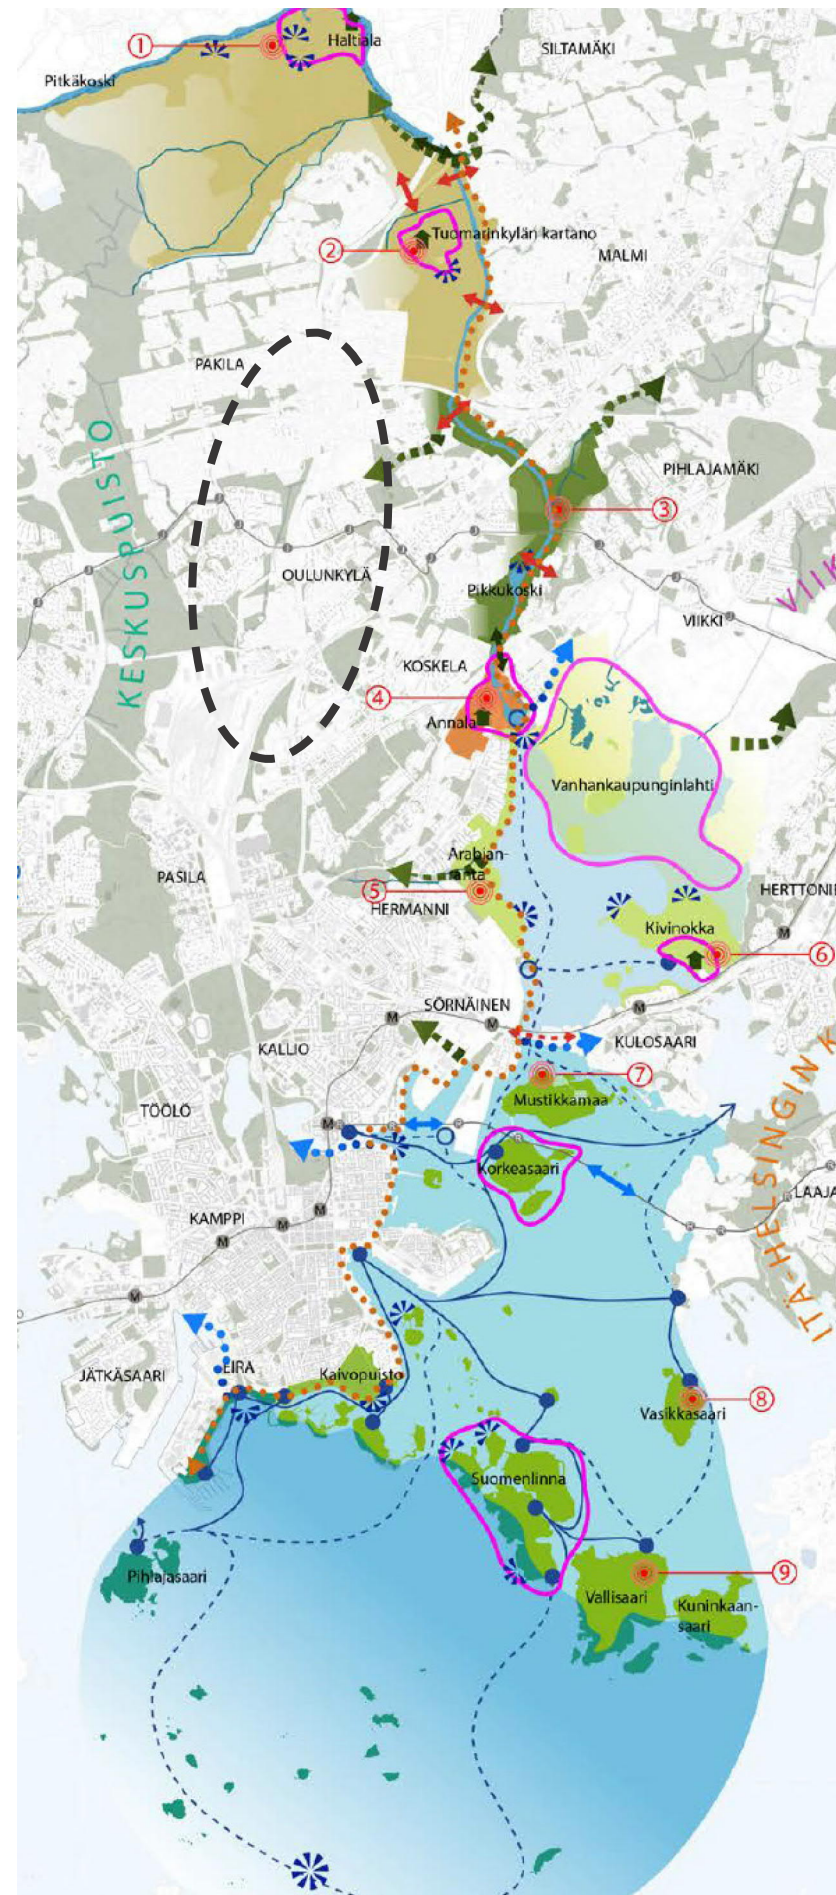 1
Haltiala
SILTAMÄKI
Pitkäkoski
Tuomarinkylän kartano
2
MALMI
PAKILA
KESKUSPUISTO
PIHLAJAMÄKI
3
OULUNKYLÄ
Pikkukoski
VIIK
VIIKKI
KOSKELA
4
Annala
Vanhankaupunginlahti
Arabian-
ranta
PASILA
5
HERMANNI
HERTTONIE
Kivinokka
6
SÖRNÄINEN
KULOSAARI
KALLIO
7
Mustikkamaa
TÖÖLÖ
Korkeasaari
ITÄ-HELSINGIN K
LAAJA
KAMPPI
JÄTKÄSAARI
EIRA
Kaivopuisto
8
Vasikkasaari
Suomenlinna
9
Pihlajasaari
Vallisaari
Kuninkaan-
saari
J
J
J
J
J
J
J
J
J
J
M
M
M
M
M
M
M
M
M
R
R
R
R
R
R
R